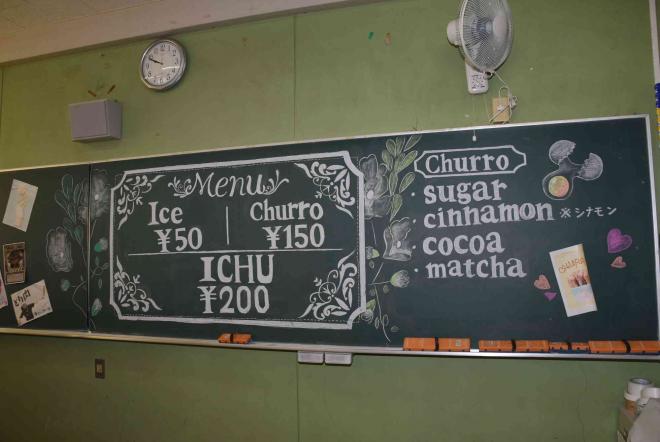 Menu
Ice
¥50
Churro
¥150
ICHU
¥200
Churro
・sugar
・cinnamon ※シナモン
・cocoa
・matcha